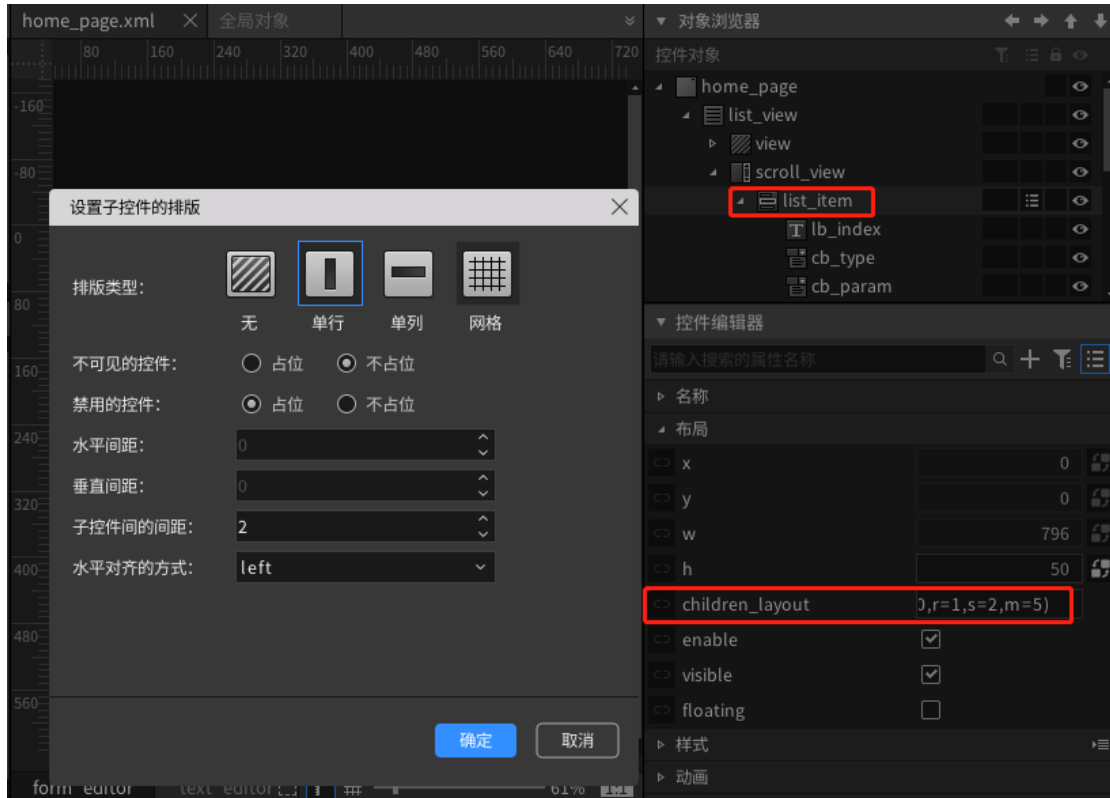 home_page.xml 全局对象
80 160 240 320 400 480 560 640 720
-160
-80
0
80
160
240
320
400
480
560
设置子控件的排版
排版类型:
无 单行 单列 网格
不可见的控件: 占位 不占位
禁用的控件: 占位 不占位
水平间距: 0
垂直间距: 0
子控件间的间距: 2
水平对齐的方式: left
确定 取消
form editor text editor 61% 1:1
对象浏览器
控件对象
home_page
list_view
view
scroll_view
list_item
lb_index
cb_type
cb_param
控件编辑器
请输入搜索的属性名称
名称
布局
x 0
y 0
w 796
h 50
children_layout ,r=1,s=2,m=5)
enable
visible
floating
样式
动画